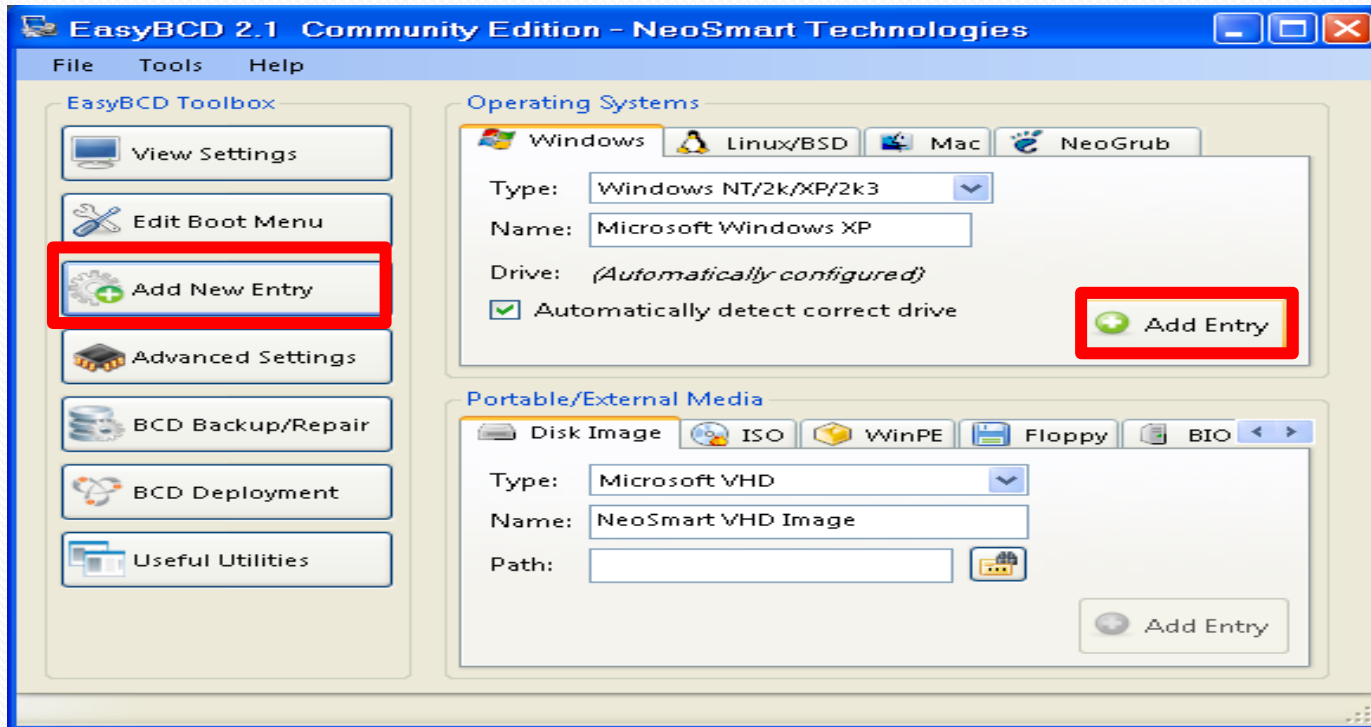 EasyBCD 2.1 Community Edition - NeoSmart Technologies
File Tools Help
EasyBCD Toolbox
View Settings
Edit Boot Menu
Add New Entry
Advanced Settings
BCD Backup/Repair
BCD Deployment
Useful Utilities
Operating Systems
Windows Linux/BSD Mac NeoGrub
Type: Windows NT/2k/XP/2k3
Name: Microsoft Windows XP
Drive: (Automatically configured)
Automatically detect correct drive
Add Entry
Portable/External Media
Disk Image ISO WinPE Floppy BIO
Type: Microsoft VHD
Name: NeoSmart VHD Image
Path:
Add Entry